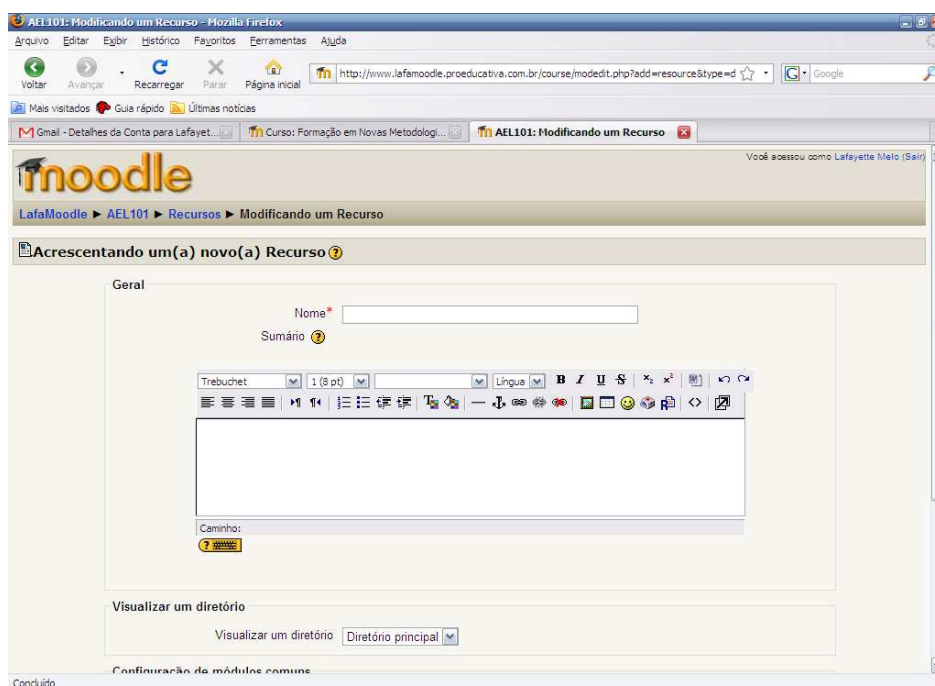 AEL101: Modificando um Recurso - Mozilla Firefox
Arquivo Editar Exibir Histórico Favoritos Ferramentas Ajuda
Voltar Avançar Recarregar Parar Página inicial http://www.lafamoodle.proeducativa.com.br/course/modedit.php?add=resource&type=d Google
Mais visitados Guia rápido Últimas notícias
Gmail - Detalhes da Conta para Lafayet... Curso: Formação em Novas Metodologi... AEL101: Modificando um Recurso
moodle
Você acessou como Lafayette Melo (Sair)
LafaMoodle ► AEL101 ► Recursos ► Modificando um Recurso
Acrescentando um(a) novo(a) Recurso
Geral
Nome*
Sumário
Trebuchet 1 (8 pt) Língua B I U S x₂ x²
Caminho:
Visualizar um diretório
Visualizar um diretório Diretório principal
Configuração de módulos comuns
Concluído